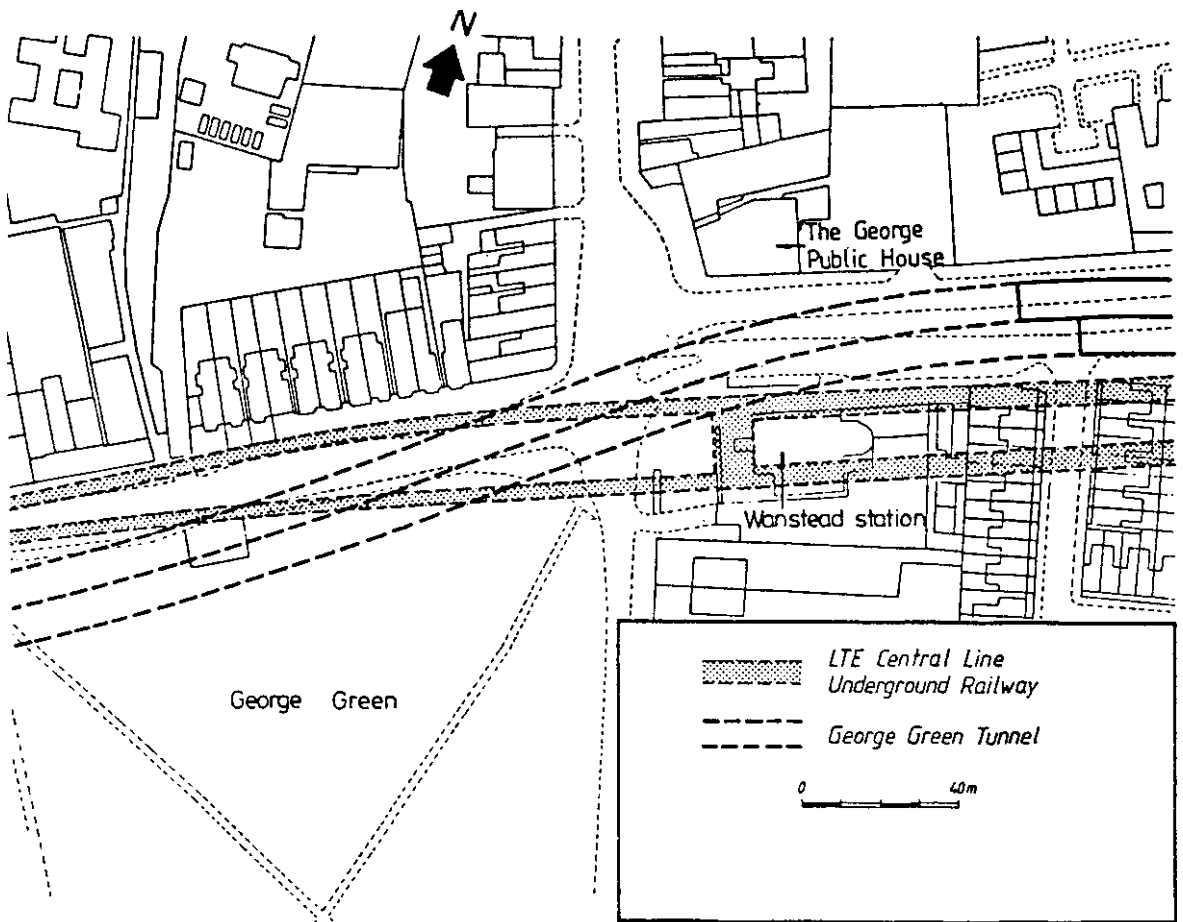 N
The George
Public House
Wanstead station
George Green
LTE Central Line
Underground Railway
George Green Tunnel
0 40m